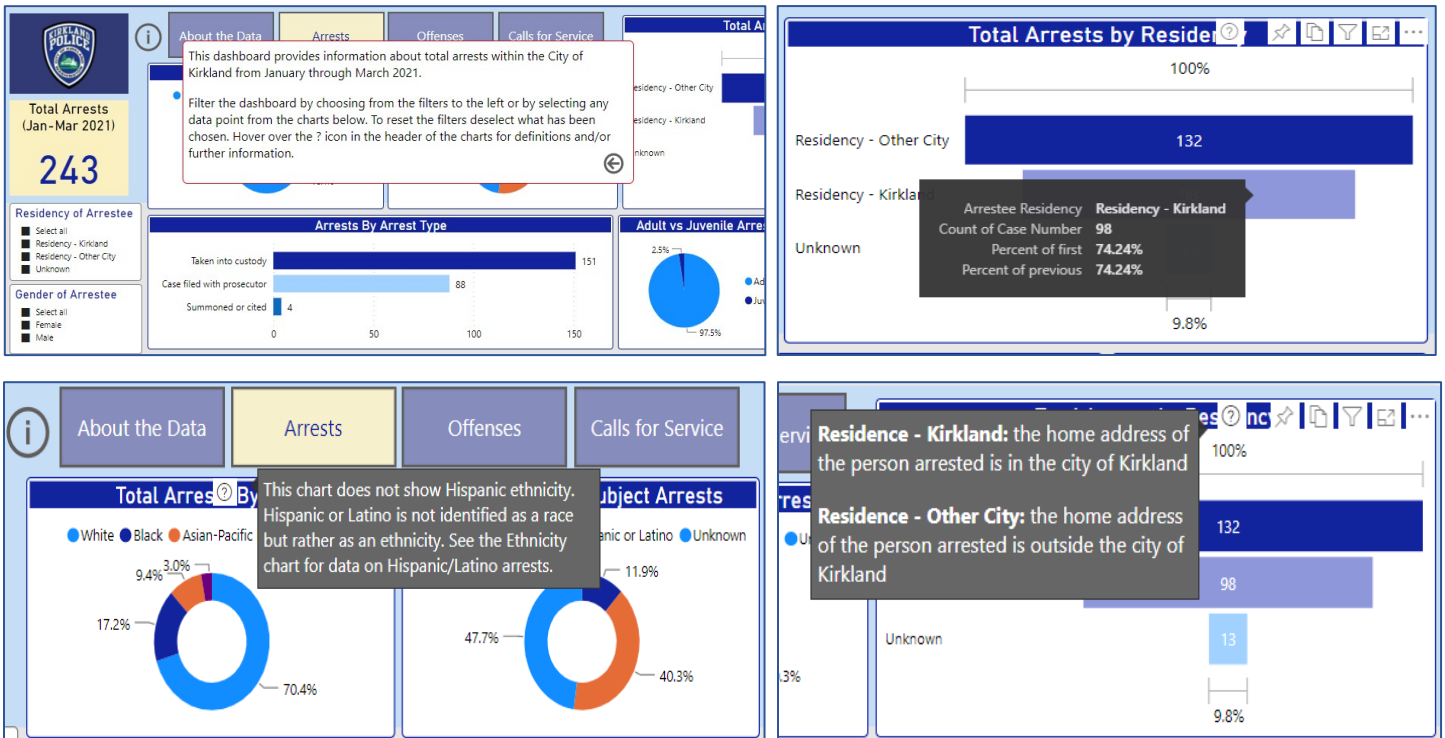 KIRKLAND
POLICE
i
About the Data
Arrests
Offenses
Calls for Service
Total Ar
This dashboard provides information about total arrests within the City of
Kirkland from January through March 2021.
Filter the dashboard by choosing from the filters to the left or by selecting any
data point from the charts below. To reset the filters deselect what has been
chosen. Hover over the ? icon in the header of the charts for definitions and/or
further information.
esidency - Other City
esidency - Kirkland
nknown
Total Arrests
(Jan-Mar 2021)
243
Residency of Arrestee
Select all
Residency - Kirkland
Residency - Other City
Unknown
Gender of Arrestee
Select all
Female
Male
Arrests By Arrest Type
Taken into custody
151
Case filed with prosecutor
88
Summoned or cited
4
0
50
100
150
Adult vs Juvenile Arre
2.5%
Ad
Juv
97.5%
Total Arrests by Residency
?
100%
Residency - Other City
132
Residency - Kirkland
Unknown
Arrestee Residency Residency - Kirkland
Count of Case Number 98
Percent of first 74.24%
Percent of previous 74.24%
9.8%
i
About the Data
Arrests
Offenses
Calls for Service
Total Arres
?
By
This chart does not show Hispanic ethnicity.
Hispanic or Latino is not identified as a race
but rather as an ethnicity. See the Ethnicity
chart for data on Hispanic/Latino arrests.
ubject Arrests
White
Black
Asian-Pacific
anic or Latino
Unknown
3.0%
9.4%
17.2%
70.4%
11.9%
47.7%
40.3%
ervi
rres
Un
.3%
es
?
ncy
Residence - Kirkland: the home address of
the person arrested is in the city of Kirkland
Residence - Other City: the home address
of the person arrested is outside the city of
Kirkland
100%
132
98
Unknown
13
9.8%